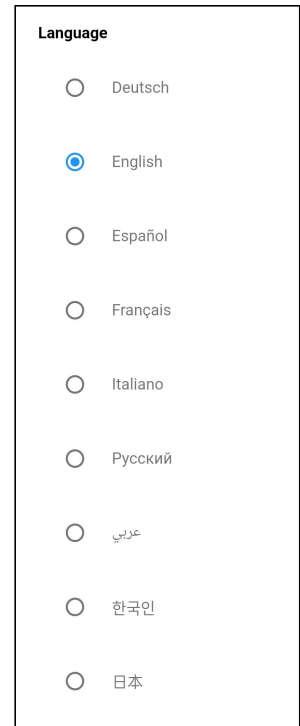 Language
Deutsch
English
Español
Français
Italiano
Русский
عربي
한국인
日本